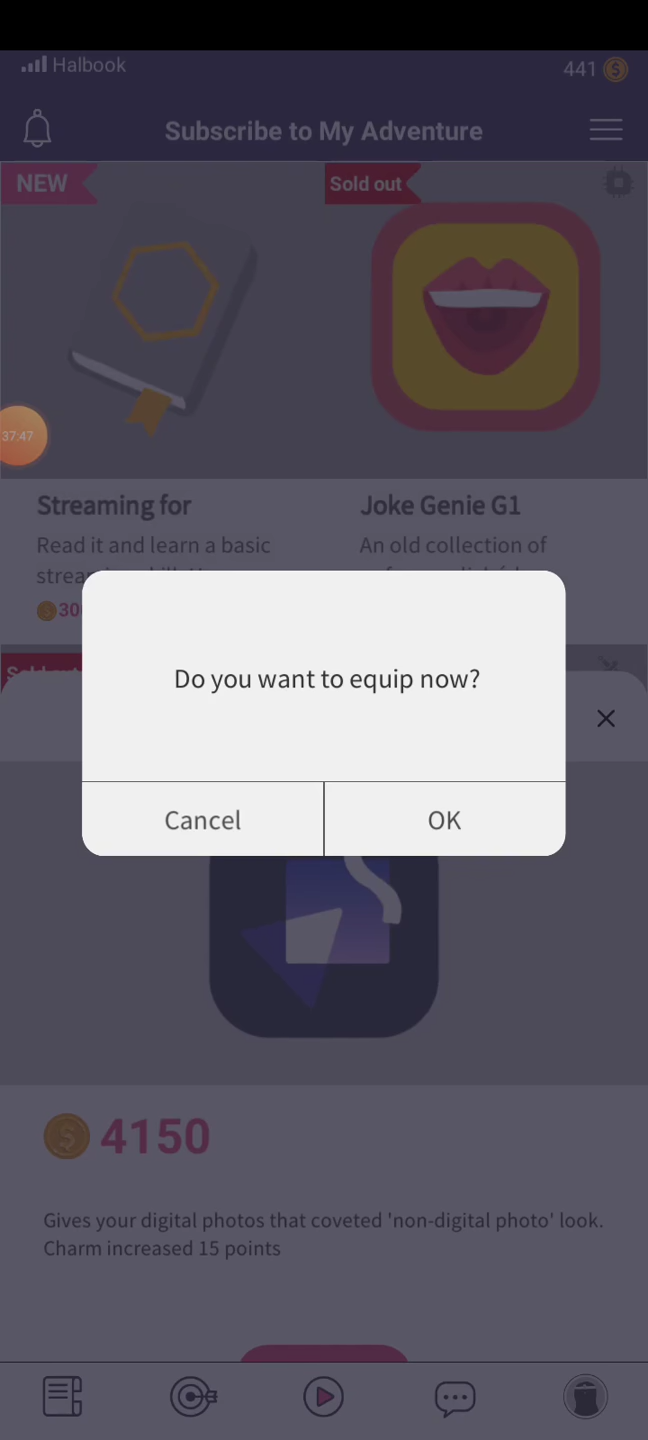 Halbook
441
Subscribe to My Adventure
NEW
Sold out
37:47
Streaming for
Joke Genie G1
Read it and learn a basic
An old collection of
30
Sold out
Do you want to equip now?
Cancel
OK
4150
Gives your digital photos that coveted 'non-digital photo' look.
Charm increased 15 points